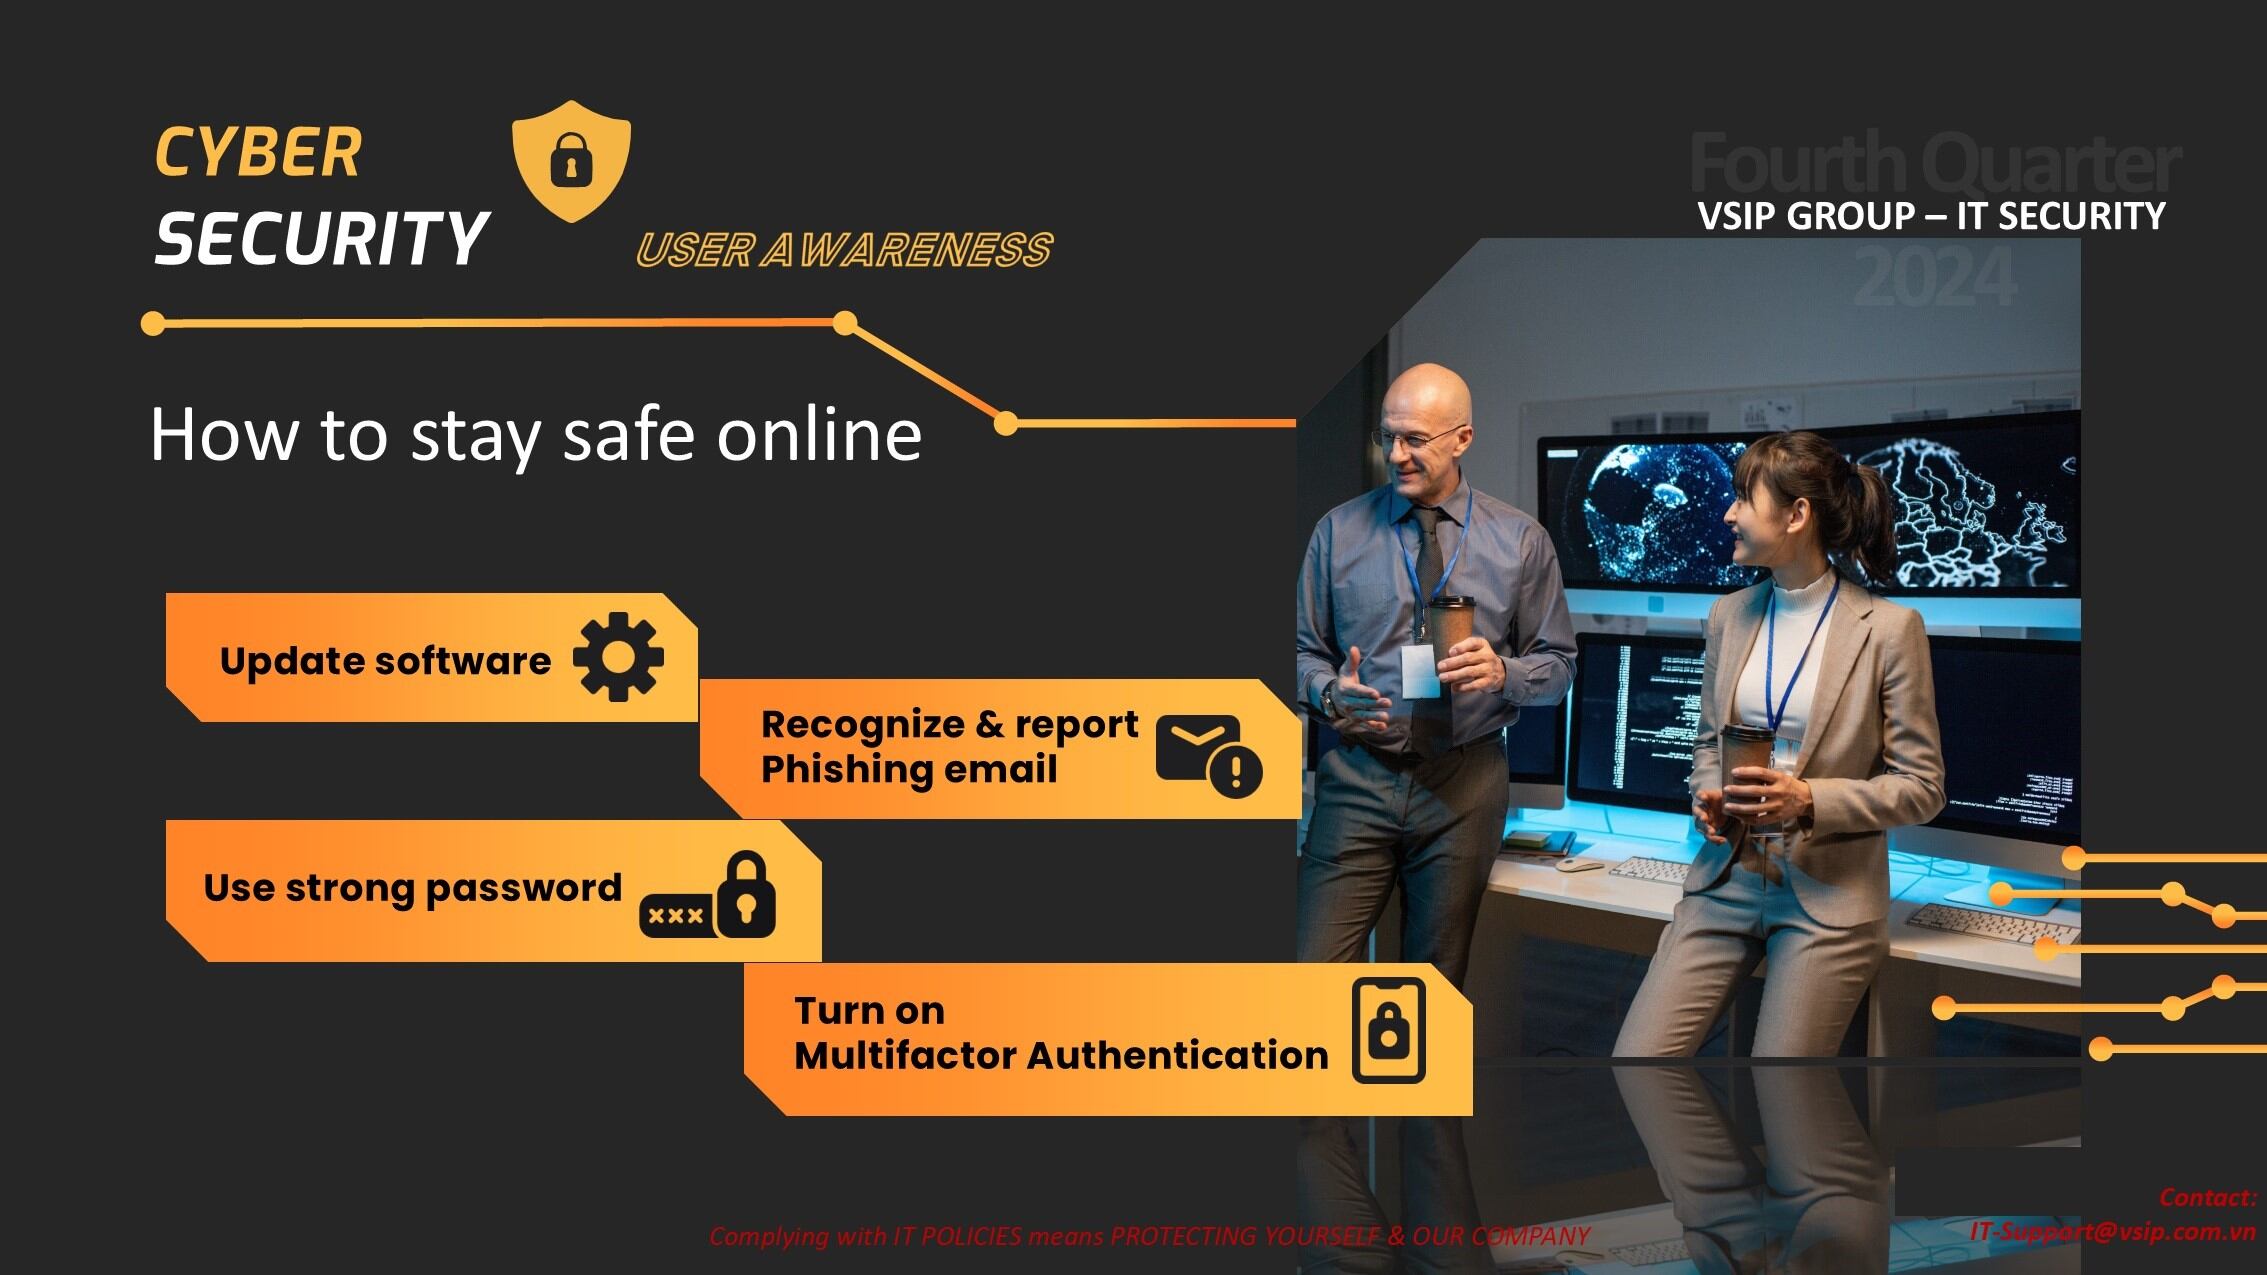 CYBER
SECURITY
USER AWARENESS
Fourth Quarter
VSIP GROUP – IT SECURITY
2024
How to stay safe online
Update software
Recognize & report
Phishing email
Use strong password
xxx
Turn on
Multifactor Authentication
Complying with IT POLICIES means PROTECTING YOURSELF & OUR COMPANY
Contact:
IT-Support@vsip.com.vn